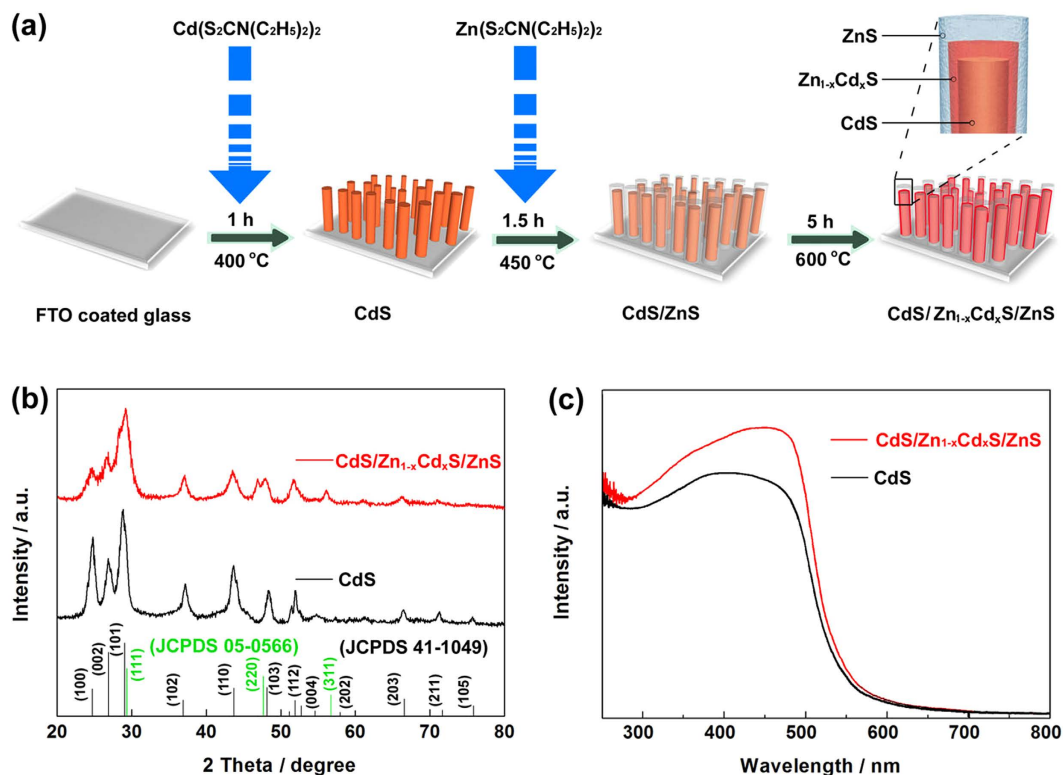 (a)
Cd(S₂CN(C₂H₅)₂)₂
Zn(S₂CN(C₂H₅)₂)₂
ZnS
Zn₁₋ₓCdₓS
CdS
1 h
400 °C
1.5 h
450 °C
5 h
600 °C
FTO coated glass
CdS
CdS/ZnS
CdS/Zn₁₋ₓCdₓS/ZnS
(b)
Intensity / a.u.
CdS/Zn₁₋ₓCdₓS/ZnS
CdS
(JCPDS 05-0566)
(JCPDS 41-1049)
(100)
(002)
(101)
(111)
(102)
(110)
(220)
(103)
(112)
(004)
(311)
(202)
(203)
(211)
(105)
20 30 40 50 60 70 80
2 Theta / degree
(c)
Intensity / a.u.
CdS/Zn₁₋ₓCdₓS/ZnS
CdS
300 400 500 600 700 800
Wavelength / nm